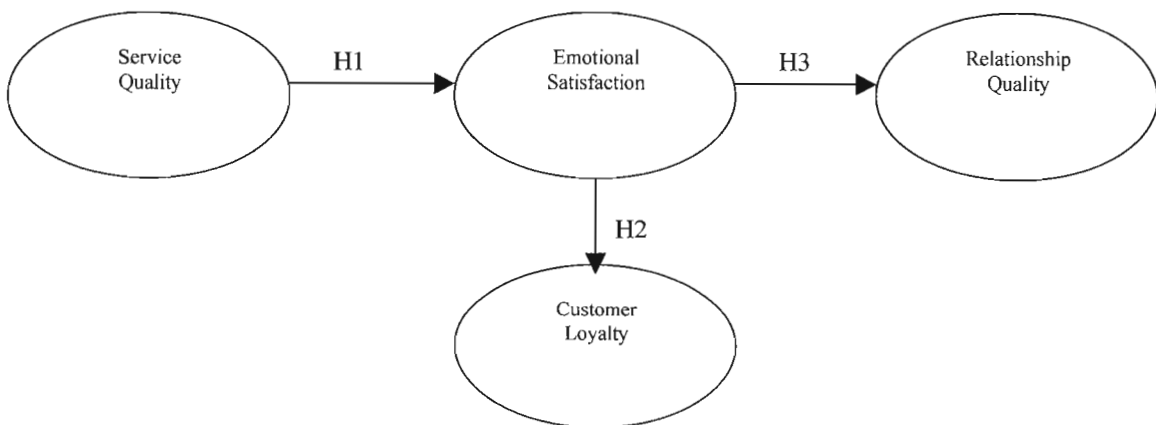 Service
Quality
H1
Emotional
Satisfaction
H3
Relationship
Quality
H2
Customer
Loyalty